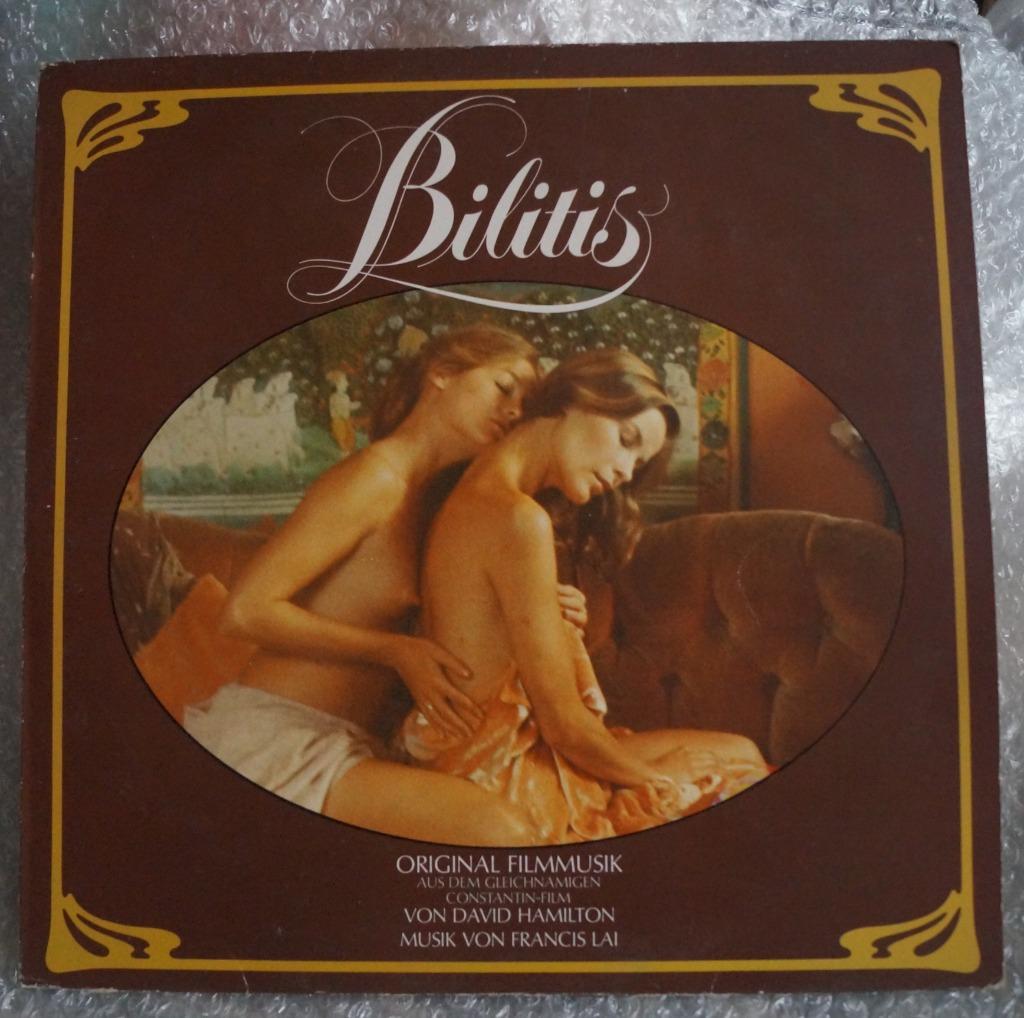 Bilitis
ORIGINAL FILMMUSIK
AUS DEM GLEICHNAMIGEN
CONSTANTIN-FILM
VON DAVID HAMILTON
MUSIK VON FRANCIS LAI